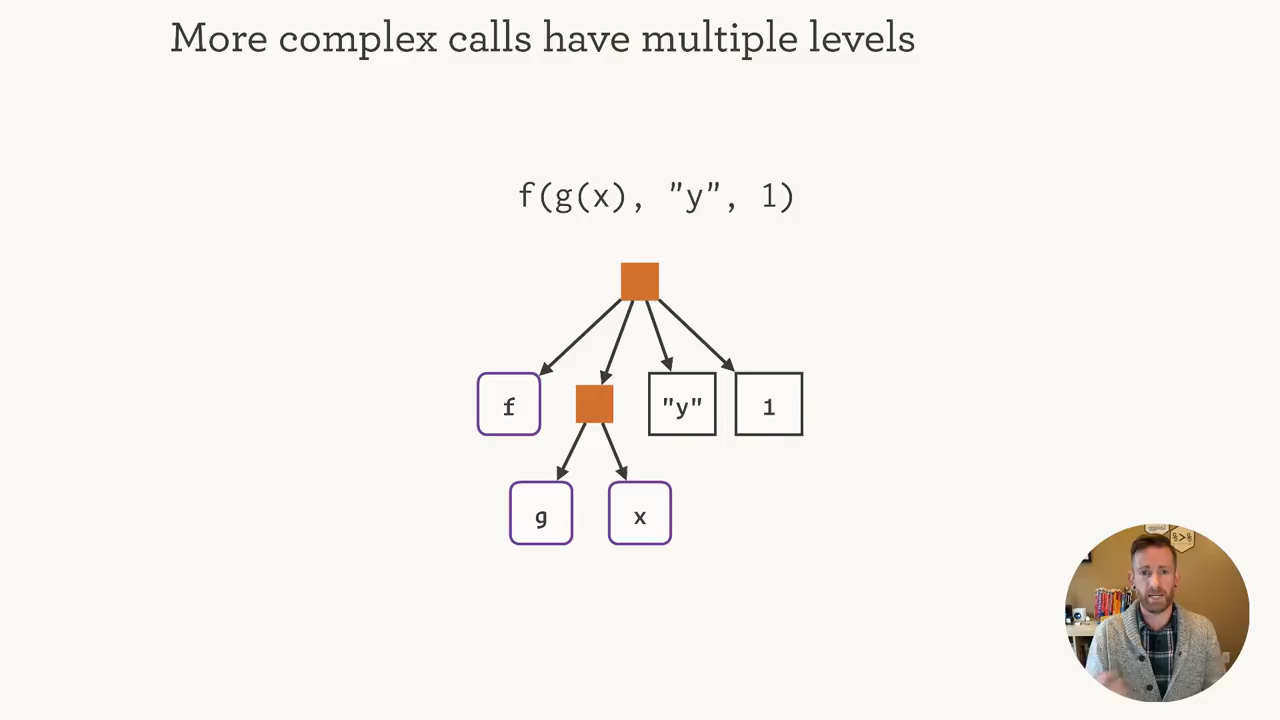 More complex calls have multiple levels
f(g(x), "y", 1)
f
"y"
1
g
x
%>%